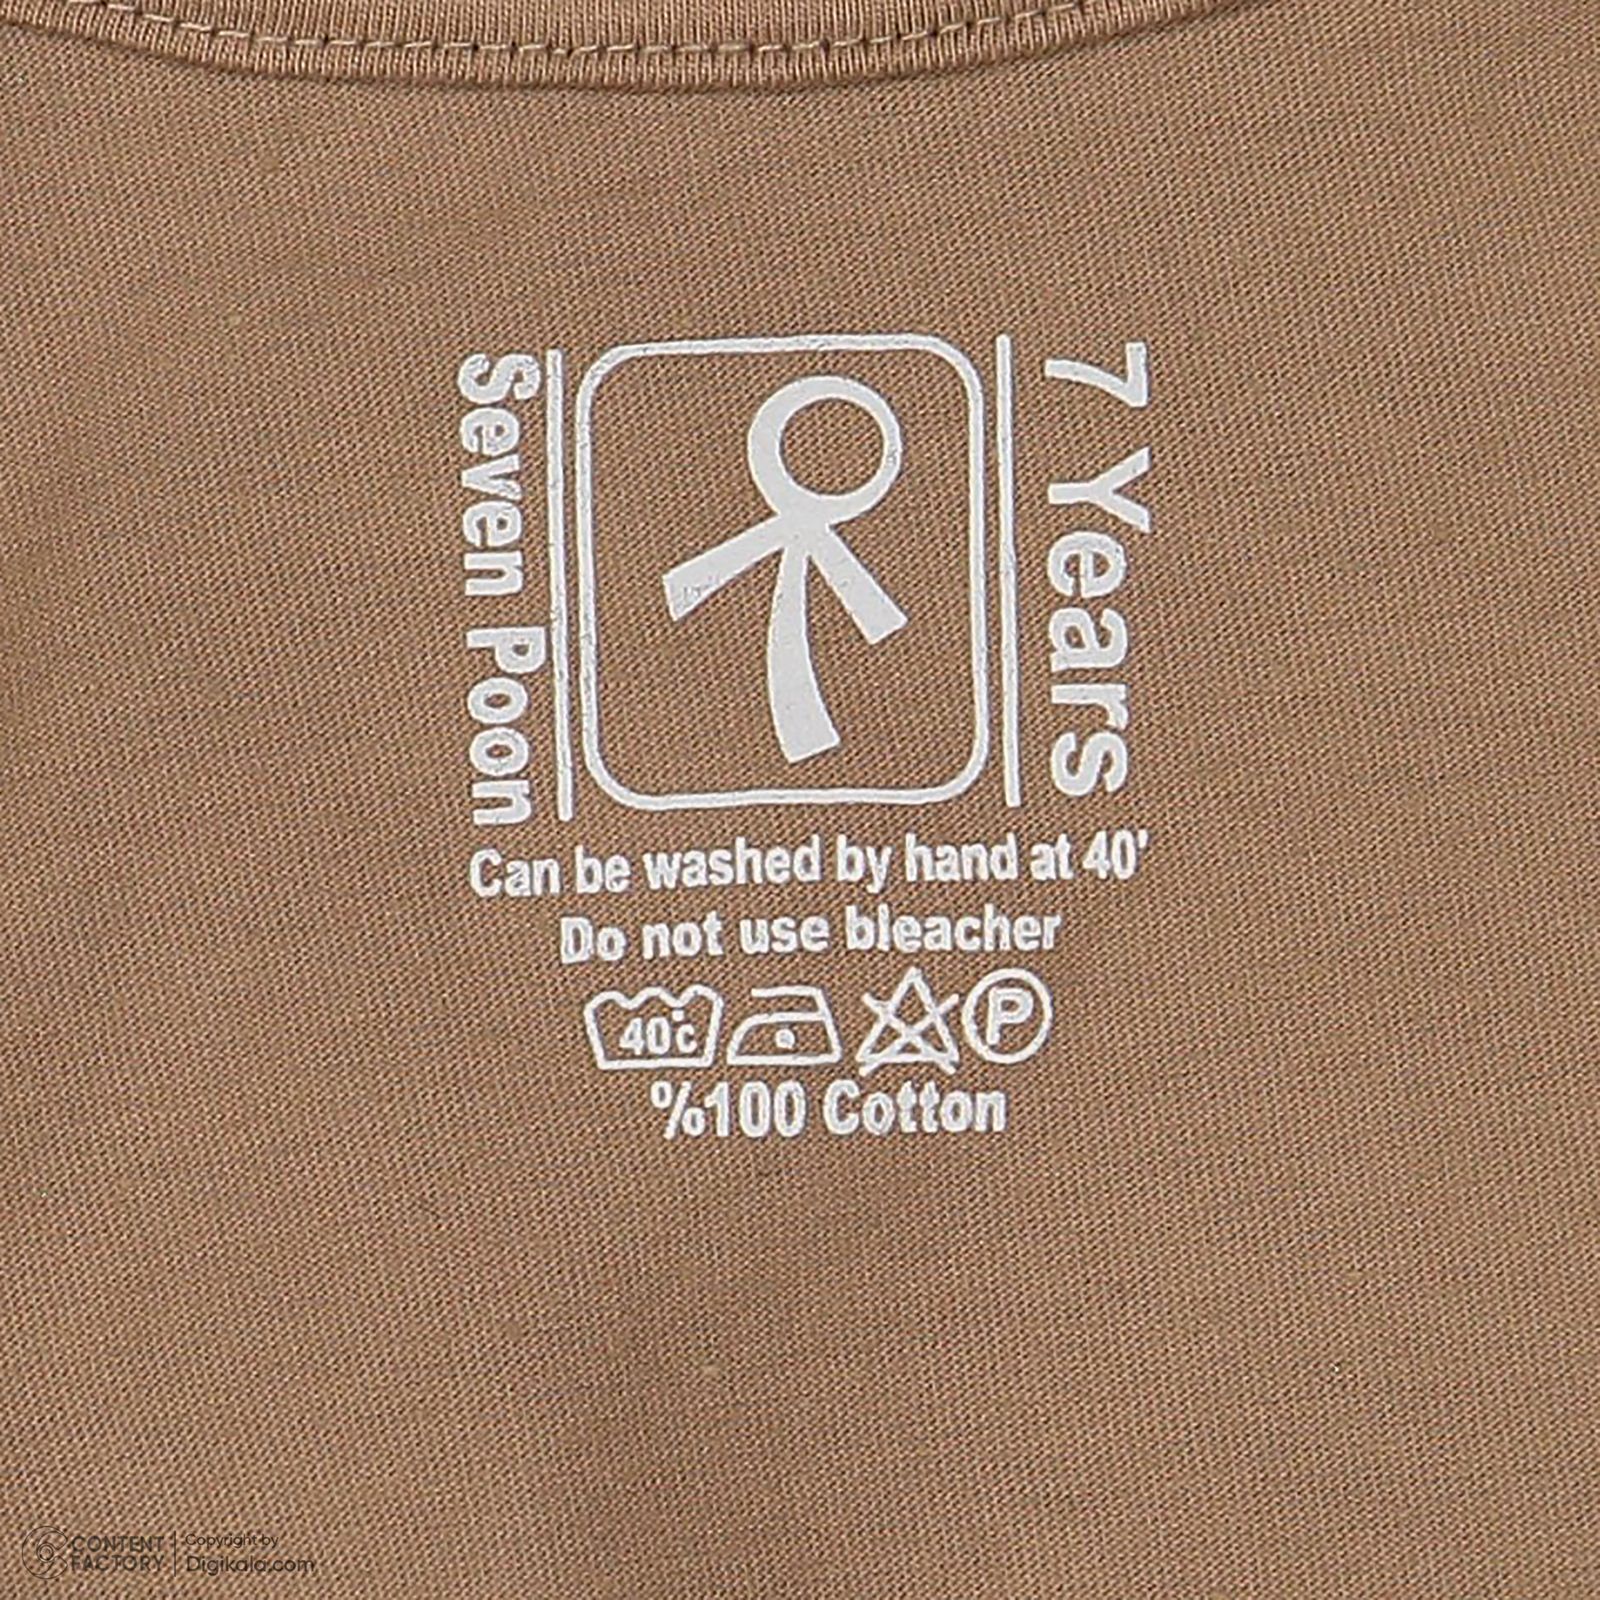 Seven Poon
7 Years
Can be washed by hand at 40'
Do not use bleacher
40°c
P
%100 Cotton
CONTENT FACTORY
Copyright by
Digikala.com